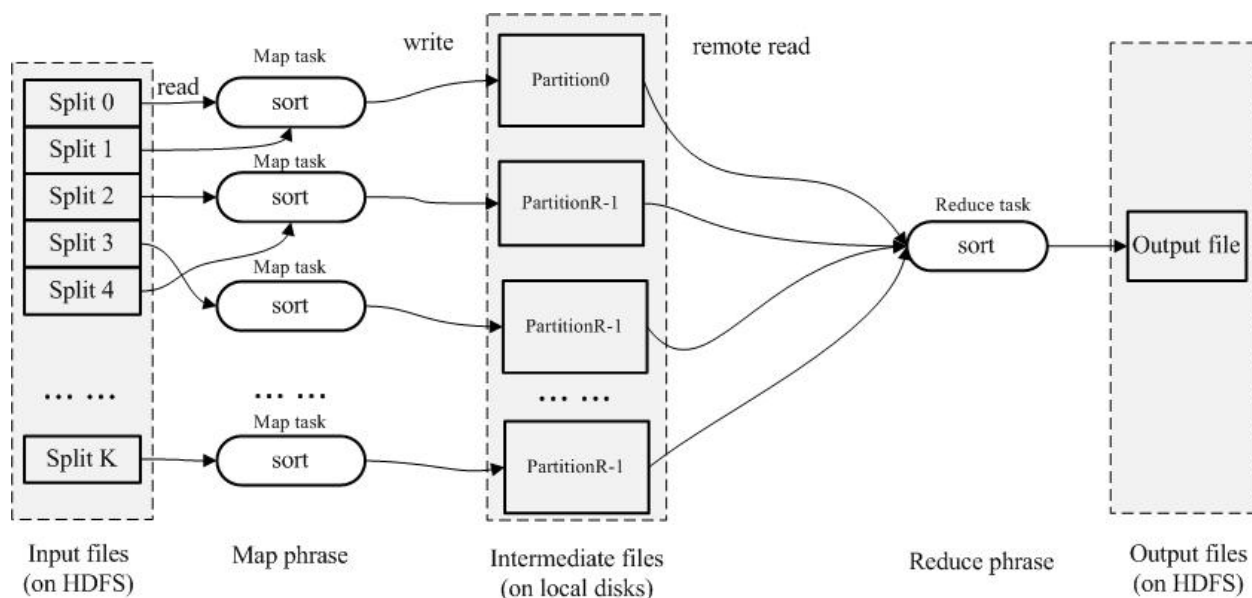 write
remote read
Map task
read
sort
Partition0
Split 0
Split 1
Split 2
Split 3
Split 4
Map task
sort
PartitionR-1
Reduce task
sort
Output file
Map task
sort
PartitionR-1
... ...
... ...
... ...
Map task
Split K
sort
PartitionR-1
Input files
(on HDFS)
Map phrase
Intermediate files
(on local disks)
Reduce phrase
Output files
(on HDFS)